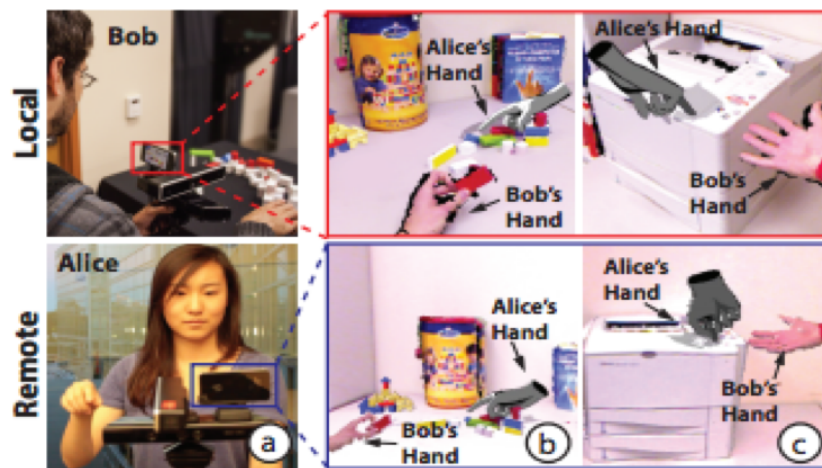 Local
Bob
Alice's
Hand
Bob's
Hand
Alice's Hand
Bob's
Hand
Remote
Alice
a
Alice's
Hand
Bob's
Hand
b
Alice's
Hand
Bob's
Hand
c